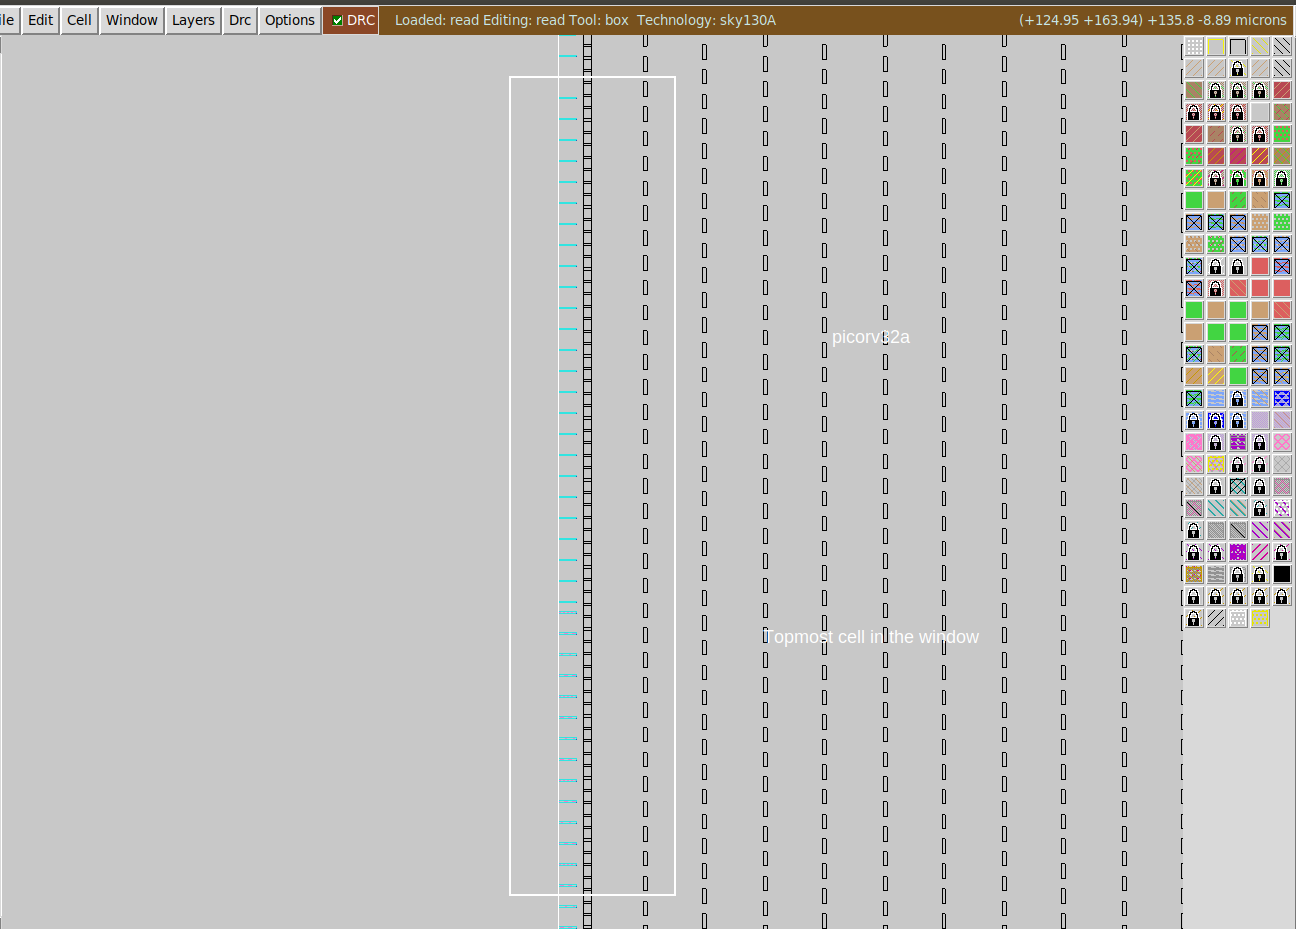 ile Edit Cell Window Layers Drc Options DRC Loaded: read Editing: read Tool: box Technology: sky130A (+124.95 +163.94) +135.8 -8.89 microns
picorv32a
Topmost cell in the window